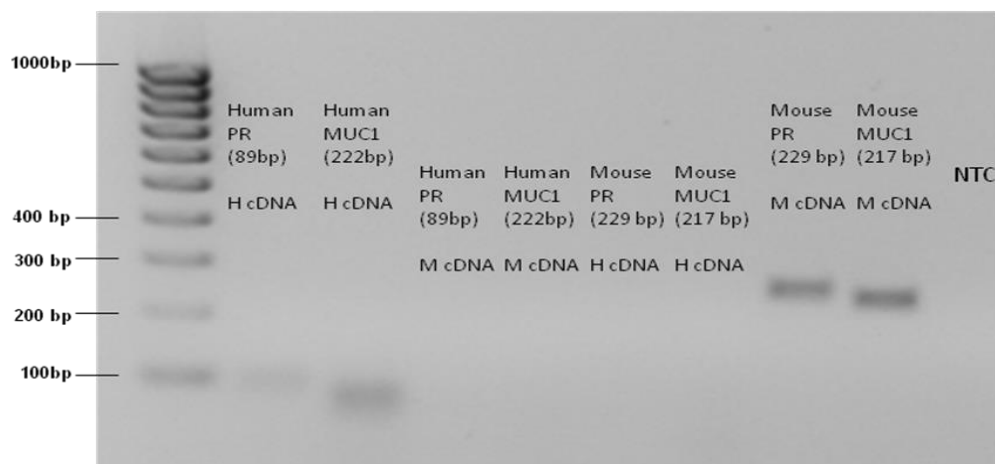 1000bp
400 bp
300 bp
200 bp
100bp
Human
PR
(89bp)
H cDNA
Human
MUC1
(222bp)
H cDNA
Human
PR
(89bp)
M cDNA
Human
MUC1
(222bp)
M cDNA
Mouse
PR
(229 bp)
H cDNA
Mouse
MUC1
(217 bp)
H cDNA
Mouse
PR
(229 bp)
M cDNA
Mouse
MUC1
(217 bp)
M cDNA
NTC